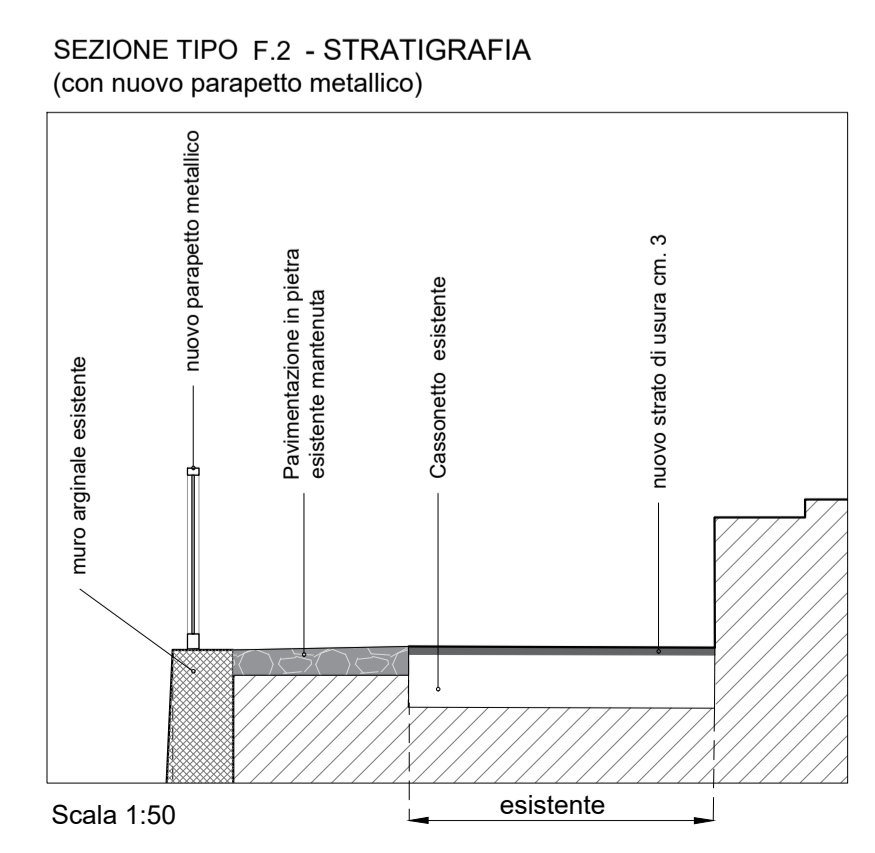 SEZIONE TIPO F.2 - STRATIGRAFIA
(con nuovo parapetto metallico)
muro arginale esistente
nuovo parapetto metallico
Pavimentazione in pietra
esistente mantenuta
Cassonetto esistente
nuovo strato di usura cm. 3
Scala 1:50
esistente